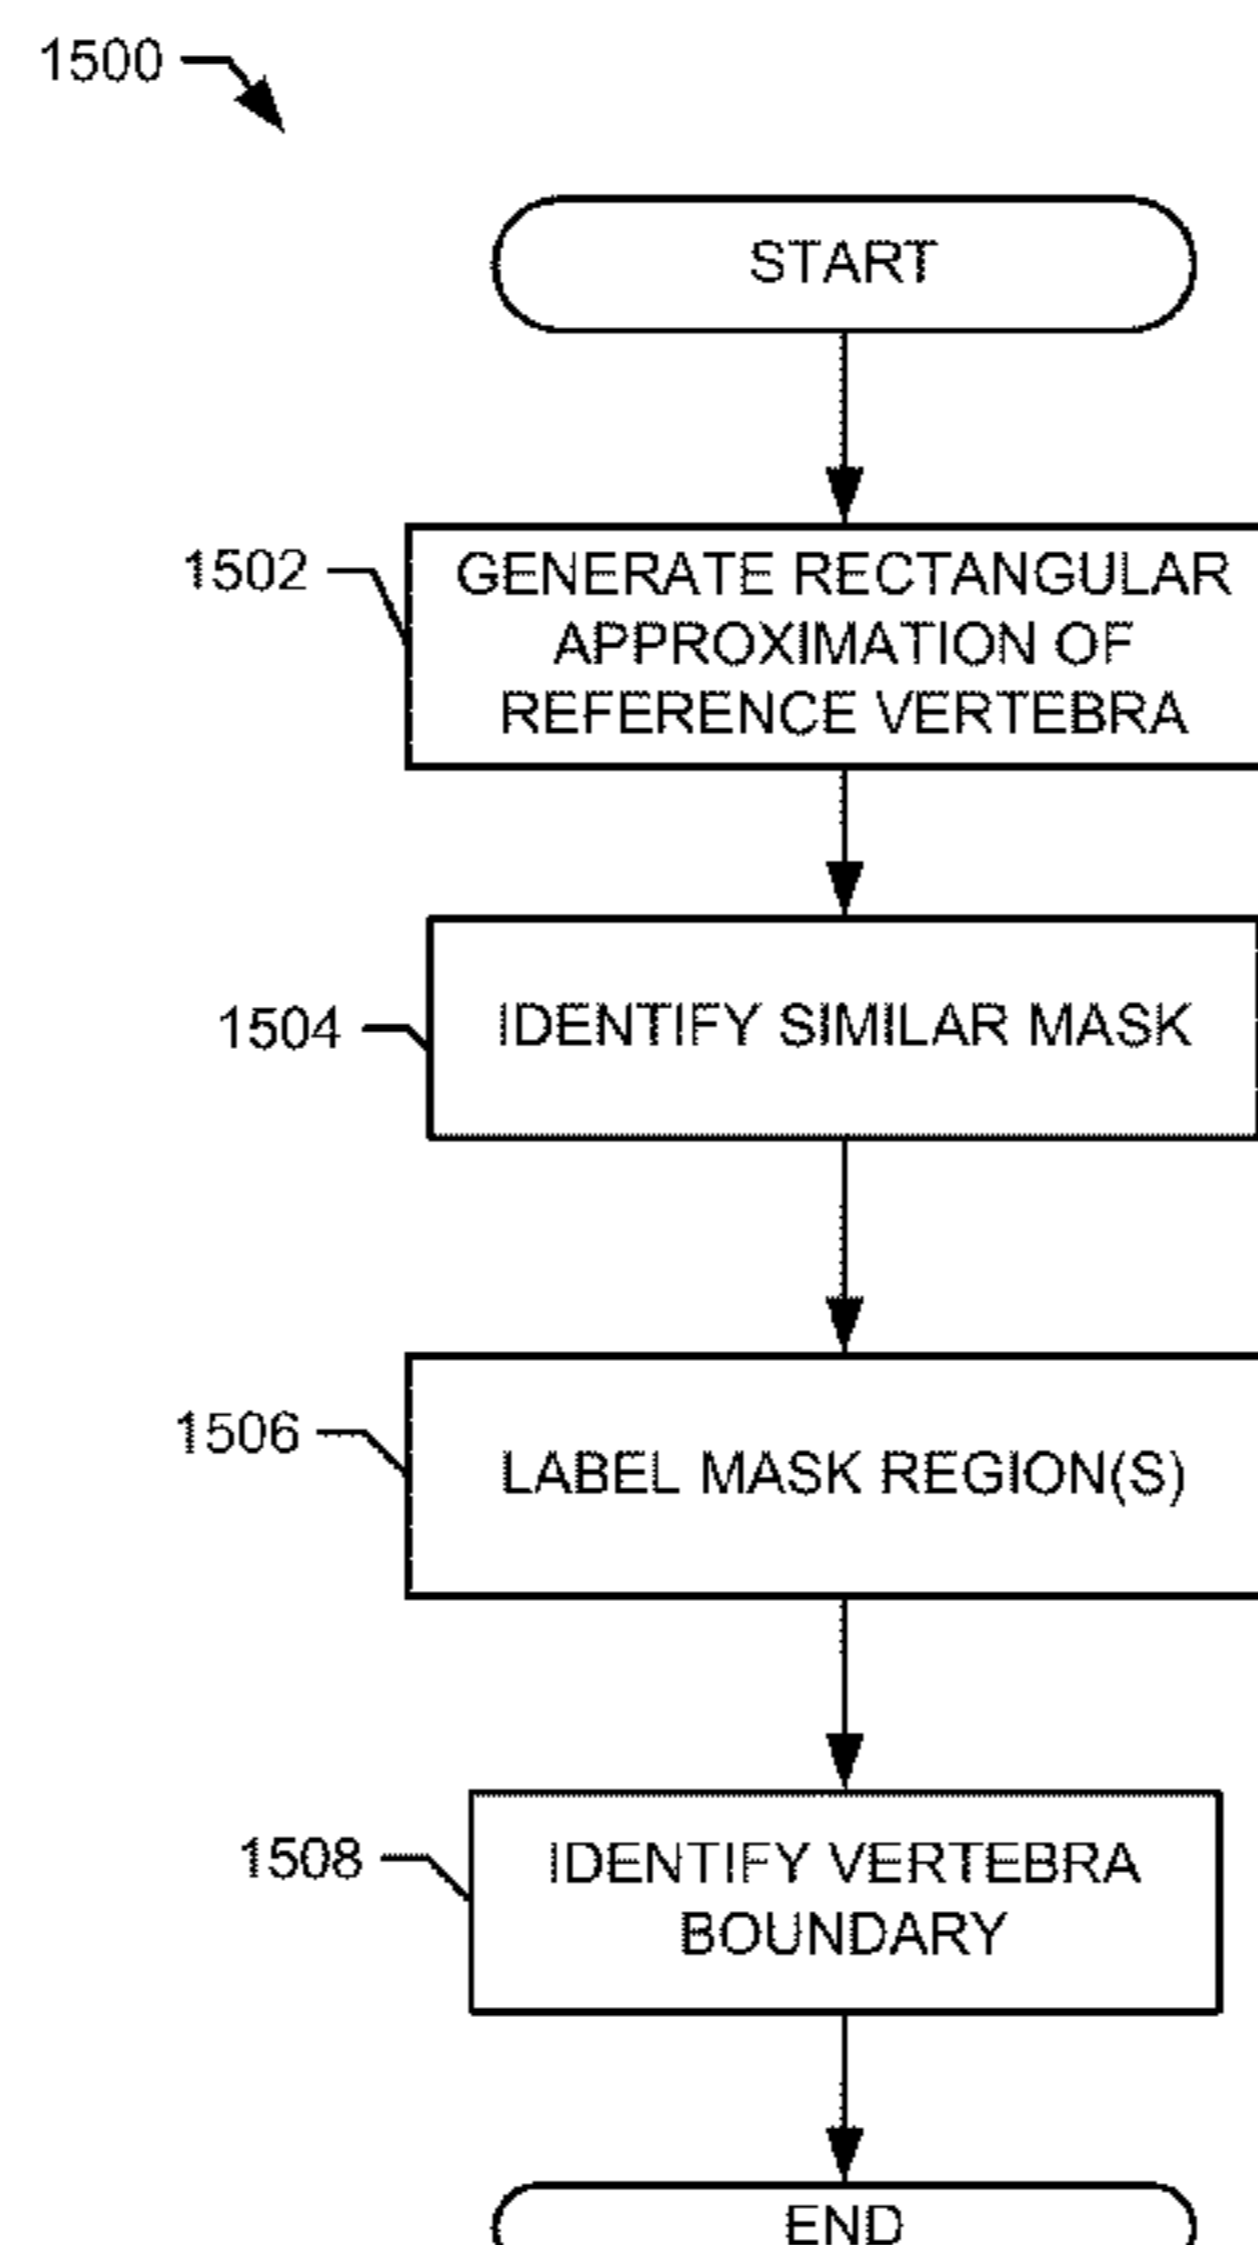 1500
START
1502
GENERATE RECTANGULAR
APPROXIMATION OF
REFERENCE VERTEBRA
1504
IDENTIFY SIMILAR MASK
1506
LABEL MASK REGION(S)
1508
IDENTIFY VERTEBRA
BOUNDARY
END